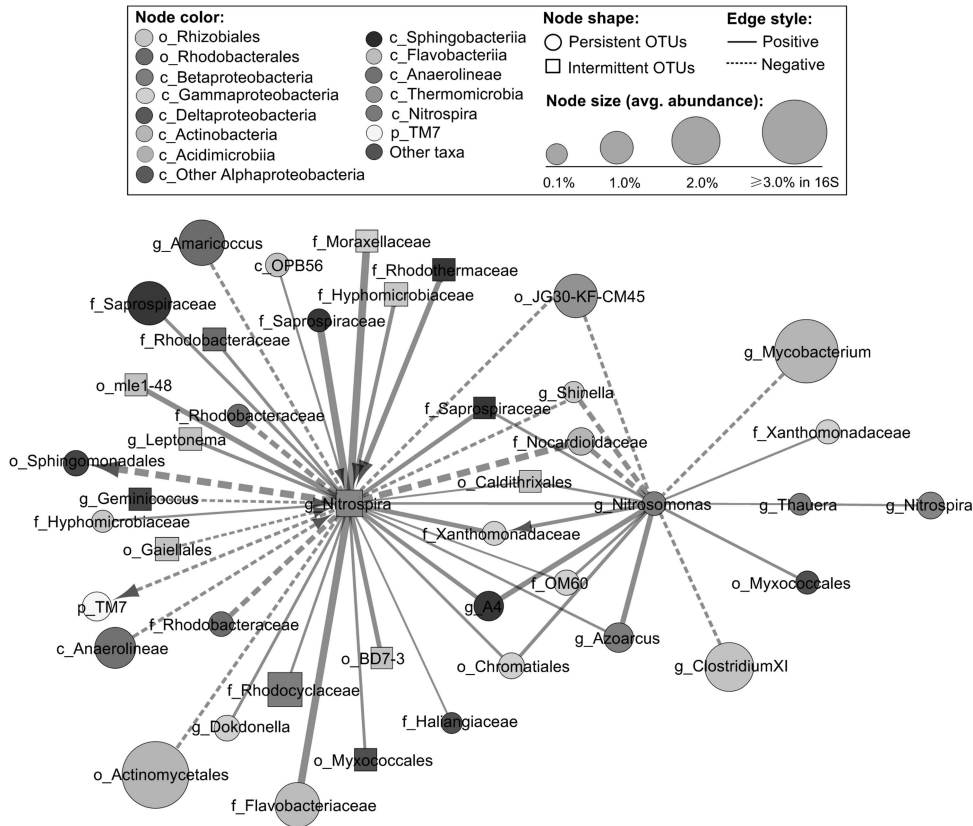 Node color:
o_Rhizobiales
o_Rhodobacterales
c_Betaproteobacteria
c_Gammaproteobacteria
c_Deltaproteobacteria
c_Actinobacteria
c_Acidimicrobiia
c_Other Alphaproteobacteria
c_Sphingobacteriia
c_Flavobacteriia
c_Anaerolineae
c_Thermomicrobia
c_Nitrospira
p_TM7
Other taxa
Node shape:
Persistent OTUs
Intermittent OTUs
Edge style:
Positive
Negative
Node size (avg. abundance):
0.1% 1.0% 2.0% ⩾3.0% in 16S
g_Amaricoccus
f_Moraxellaceae
c_OPB56
f_Rhodothermaceae
f_Hyphomicrobiaceae
o_JG30-KF-CM45
f_Saprospiraceae
f_Saprospiraceae
f_Rhodobacteraceae
g_Mycobacterium
o_mle1-48
g_Shinella
f_Rhodobacteraceae
f_Saprospiraceae
g_Leptonema
f_Nocardioidaceae
f_Xanthomonadaceae
o_Sphingomonadales
o_Caldithrixales
g_Geminicoccus
g_Nitrospira
g_Nitrosomonas
g_Thauera
g_Nitrospira
f_Hyphomicrobiaceae
f_Xanthomonadaceae
o_Gaiellales
f_OM60
o_Myxococcales
p_TM7
g_A4
f_Rhodobacteraceae
g_Azoarcus
c_Anaerolineae
o_BD7-3
o_Chromatiales
g_ClostridiumXI
f_Rhodocyclaceae
g_Dokdonella
f_Haliangiaceae
o_Myxococcales
o_Actinomycetales
f_Flavobacteriaceae